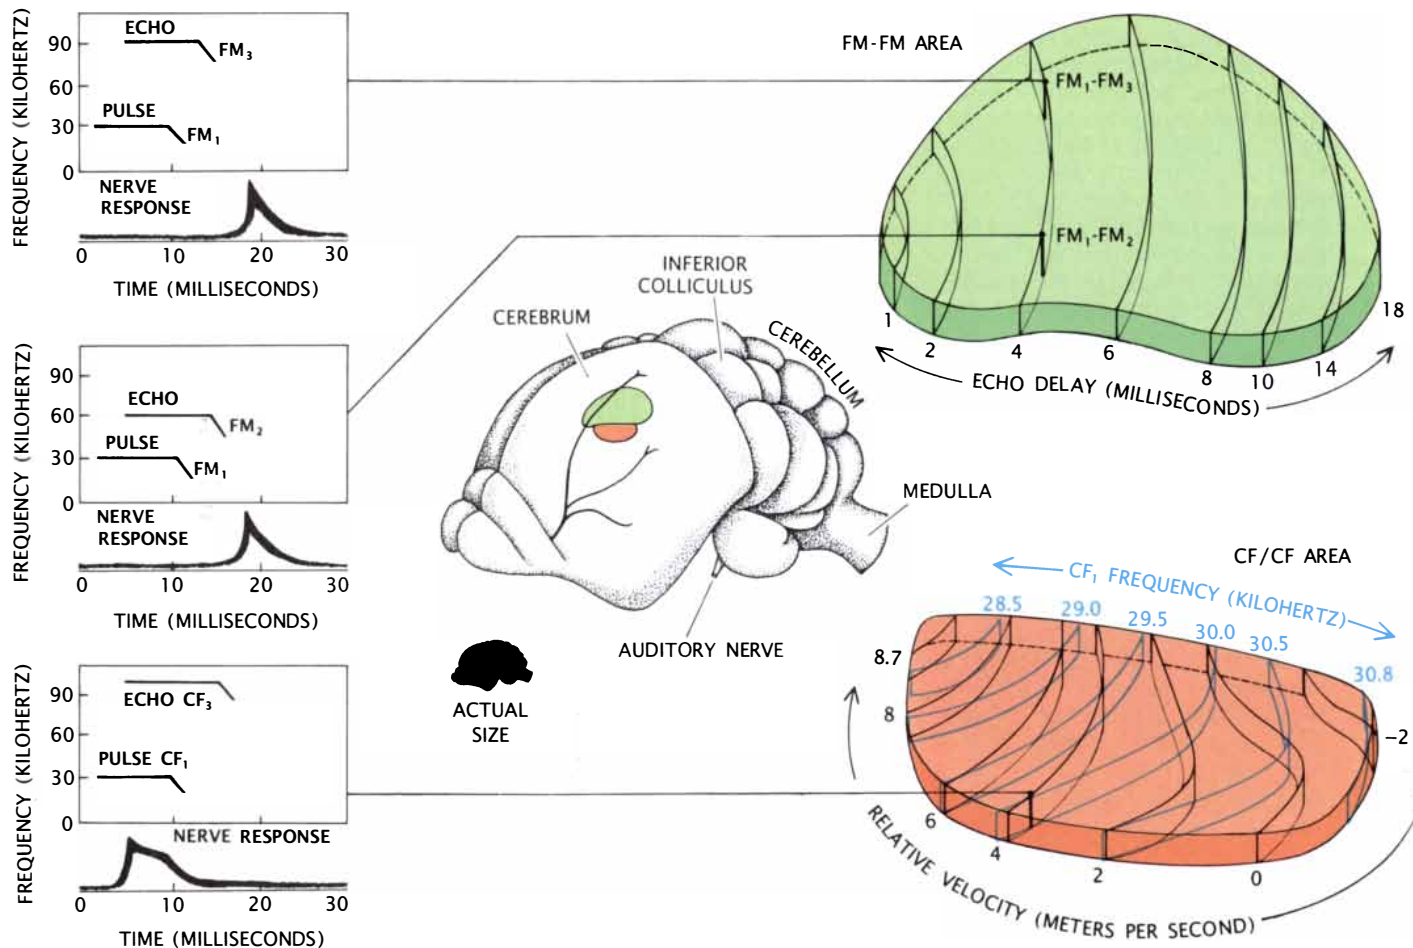 FREQUENCY (KILOHERTZ)
90
60
30
0
ECHO
FM₃
PULSE
FM₁
NERVE
RESPONSE
0
10
20
30
TIME (MILLISECONDS)
FREQUENCY (KILOHERTZ)
90
60
30
0
ECHO
FM₂
PULSE
FM₁
NERVE
RESPONSE
0
10
20
30
TIME (MILLISECONDS)
FREQUENCY (KILOHERTZ)
90
60
30
0
ECHO CF₃
PULSE CF₁
NERVE RESPONSE
0
10
20
30
TIME (MILLISECONDS)
CEREBRUM
INFERIOR
COLLICULUS
CEREBELLUM
MEDULLA
AUDITORY NERVE
ACTUAL
SIZE
FM-FM AREA
FM₁-FM₃
FM₁-FM₂
1
2
4
6
8
10
14
18
ECHO DELAY (MILLISECONDS)
CF/CF AREA
CF₁ FREQUENCY (KILOHERTZ)
28.5
29.0
29.5
30.0
30.5
30.8
8.7
8
6
4
2
0
−2
RELATIVE VELOCITY (METERS PER SECOND)